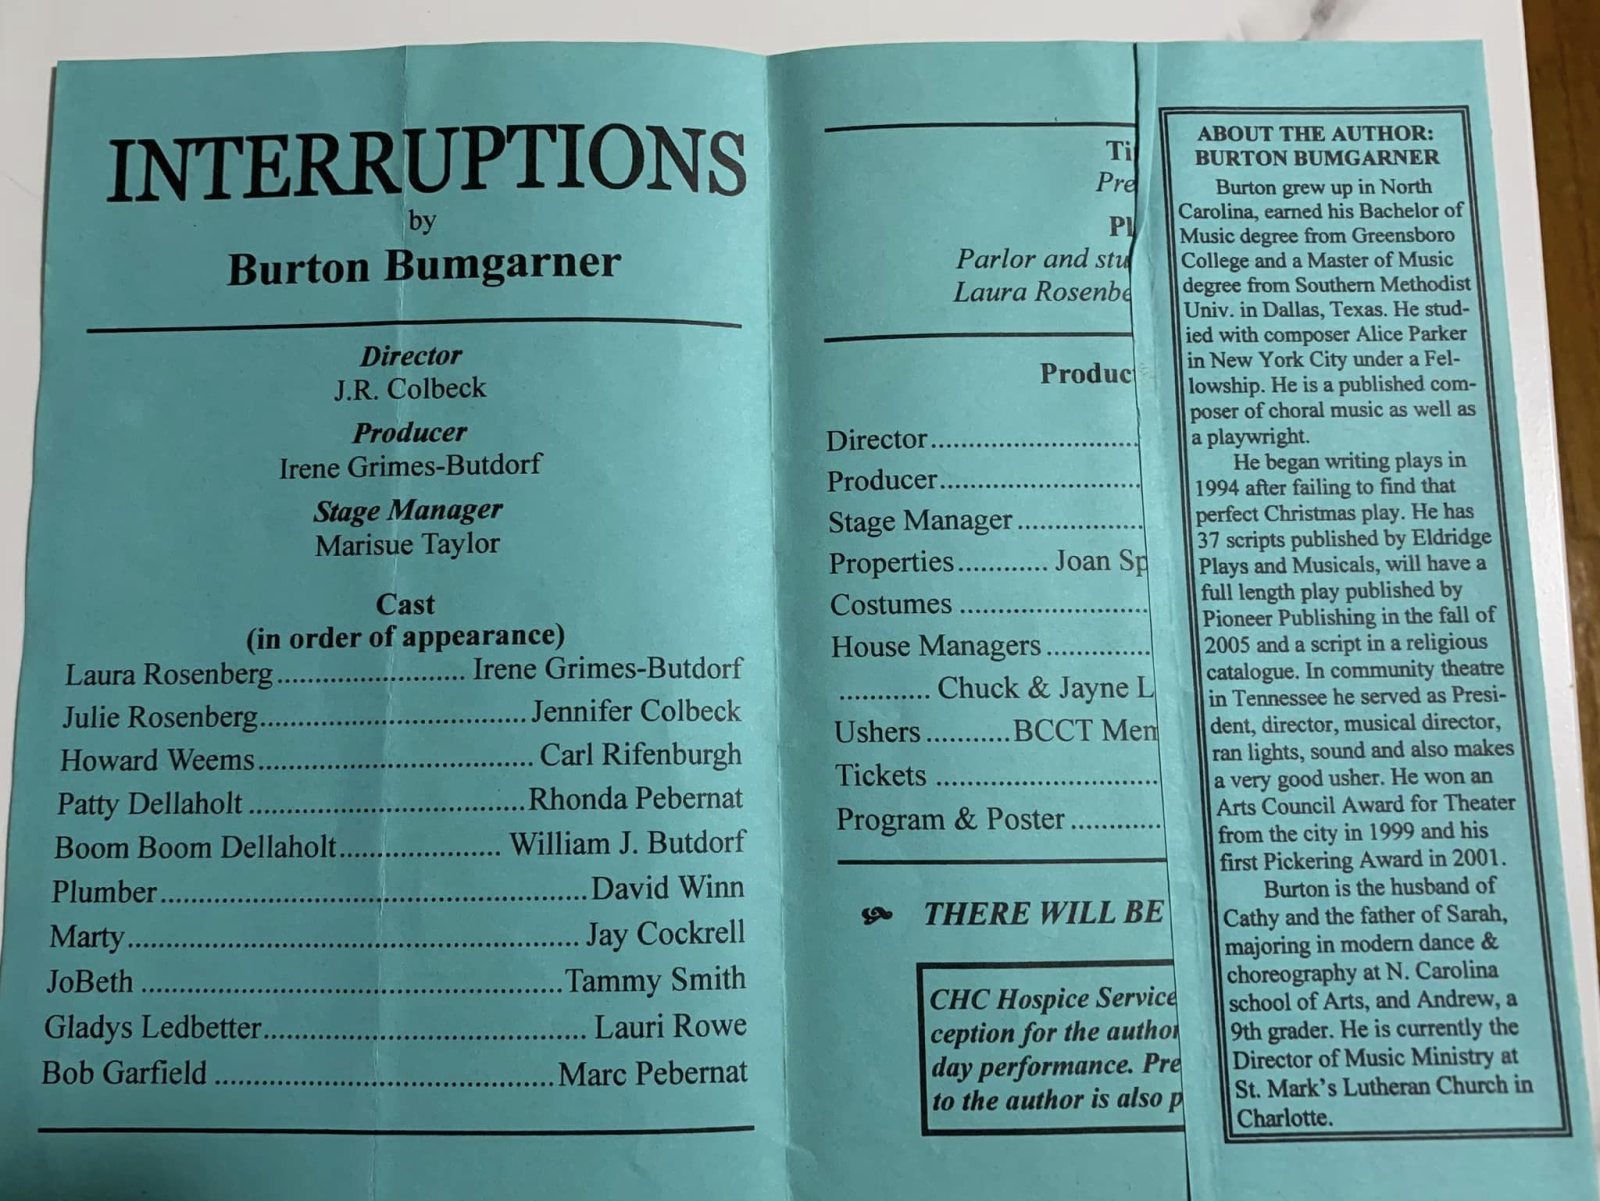 INTERRUPTIONS
by
Burton Bumgarner
Director
J.R. Colbeck
Producer
Irene Grimes-Butdorf
Stage Manager
Marisue Taylor
Cast
(in order of appearance)
Laura Rosenberg........................ Irene Grimes-Butdorf
Julie Rosenberg..................................Jennifer Colbeck
Howard Weems................................... Carl Rifenburgh
Patty Dellaholt...................................Rhonda Pebernat
Boom Boom Dellaholt.................... William J. Butdorf
Plumber......................................................David Winn
Marty......................................................... Jay Cockrell
JoBeth .....................................................Tammy Smith
Gladys Ledbetter........................................ Lauri Rowe
Bob Garfield ..........................................Marc Pebernat
Ti
Pre
Pl
Parlor and stu
Laura Rosenbe
Produc
Director..........................
Producer.........................
Stage Manager................
Properties............ Joan Sp
Costumes ........................
House Managers.............
............ Chuck & Jayne L
Ushers...........BCCT Mem
Tickets ............................
Program & Poster............
THERE WILL BE
CHC Hospice Service
ception for the author
day performance. Pre
to the author is also p
ABOUT THE AUTHOR:
BURTON BUMGARNER
Burton grew up in North
Carolina, earned his Bachelor of
Music degree from Greensboro
College and a Master of Music
degree from Southern Methodist
Univ. in Dallas, Texas. He stud-
ied with composer Alice Parker
in New York City under a Fel-
lowship. He is a published com-
poser of choral music as well as
a playwright.
He began writing plays in
1994 after failing to find that
perfect Christmas play. He has
37 scripts published by Eldridge
Plays and Musicals, will have a
full length play published by
Pioneer Publishing in the fall of
2005 and a script in a religious
catalogue. In community theatre
in Tennessee he served as Presi-
dent, director, musical director,
ran lights, sound and also makes
a very good usher. He won an
Arts Council Award for Theater
from the city in 1999 and his
first Pickering Award in 2001.
Burton is the husband of
Cathy and the father of Sarah,
majoring in modern dance &
choreography at N. Carolina
school of Arts, and Andrew, a
9th grader. He is currently the
Director of Music Ministry at
St. Mark's Lutheran Church in
Charlotte.